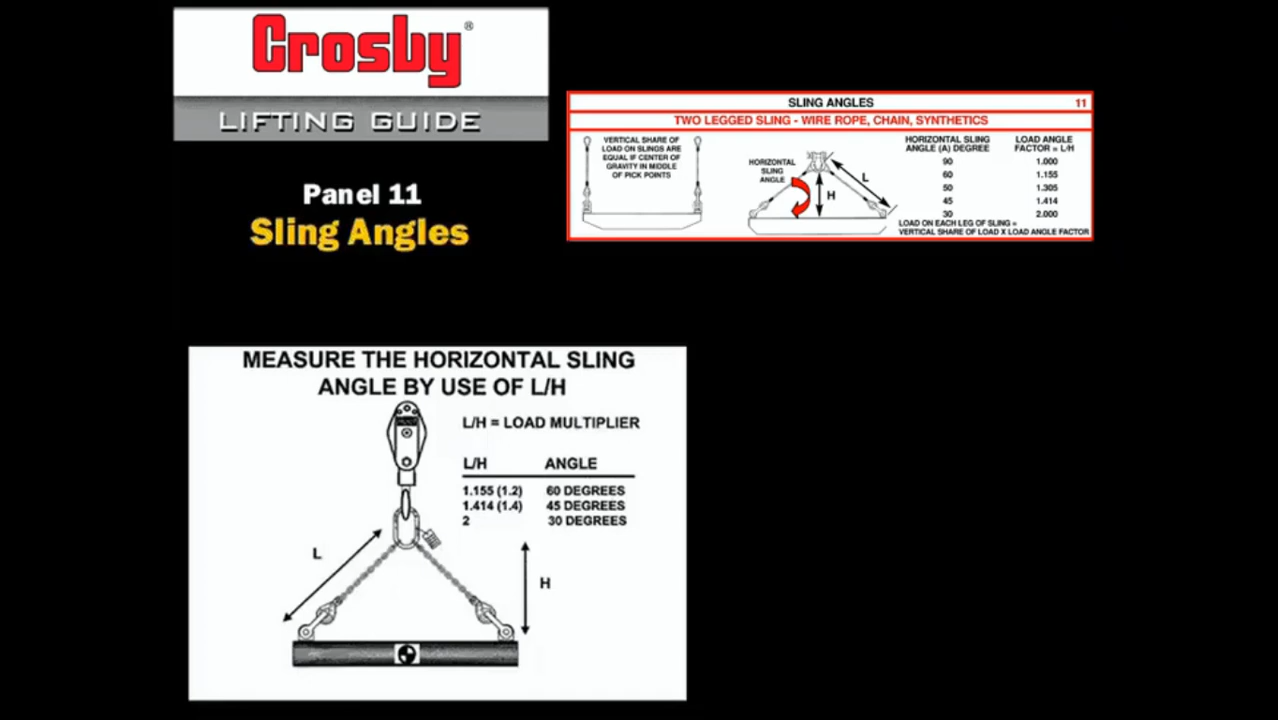 Crosby®
LIFTING GUIDE
Panel 11
Sling Angles
SLING ANGLES 11
TWO LEGGED SLING - WIRE ROPE, CHAIN, SYNTHETICS
VERTICAL SHARE OF
LOAD ON SLINGS ARE
EQUAL IF CENTER OF
GRAVITY IN MIDDLE
OF PICK POINTS
HORIZONTAL
SLING
ANGLE
L
H
HORIZONTAL SLING LOAD ANGLE
ANGLE (A) DEGREE FACTOR = L/H
90 1.000
60 1.155
50 1.305
45 1.414
30 2.000
LOAD ON EACH LEG OF SLING =
VERTICAL SHARE OF LOAD X LOAD ANGLE FACTOR
MEASURE THE HORIZONTAL SLING
ANGLE BY USE OF L/H
L/H = LOAD MULTIPLIER
L/H ANGLE
1.155 (1.2) 60 DEGREES
1.414 (1.4) 45 DEGREES
2 30 DEGREES
L
H